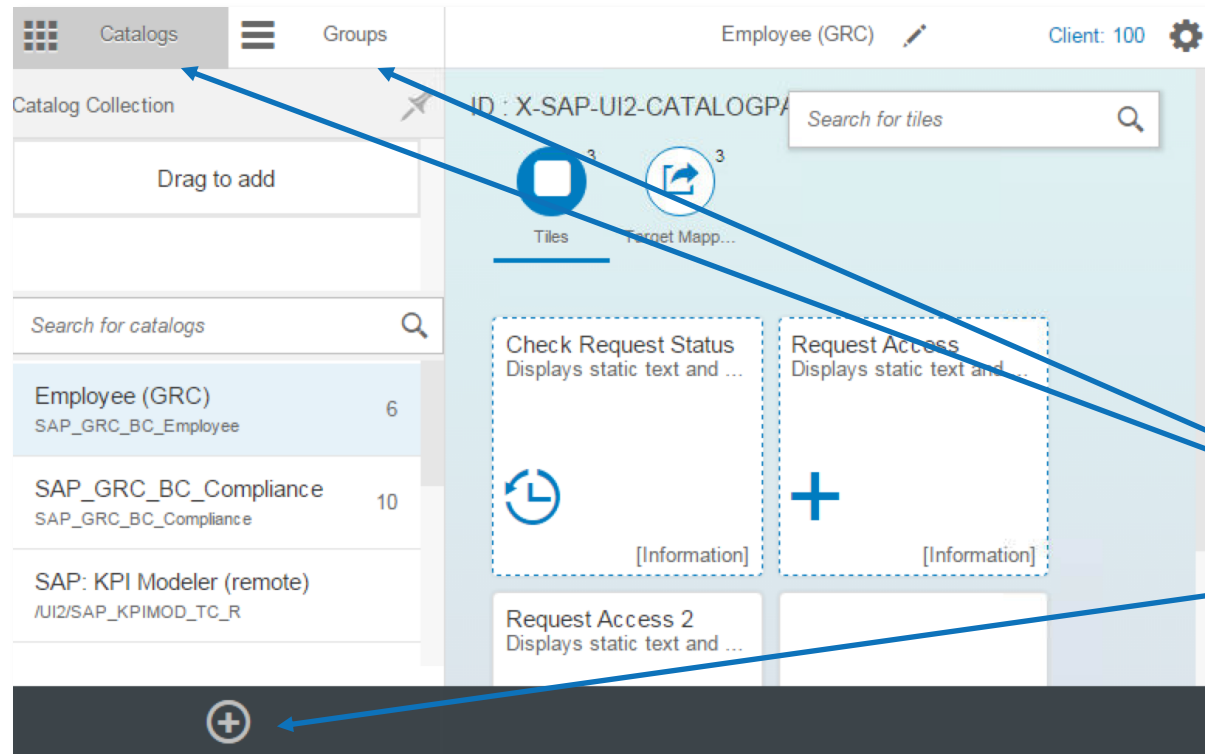 Catalogs
Groups
Employee (GRC)
Client: 100
Catalog Collection
Drag to add
Search for catalogs
Employee (GRC)
6
SAP_GRC_BC_Employee
SAP_GRC_BC_Compliance
10
SAP_GRC_BC_Compliance
SAP: KPI Modeler (remote)
/UI2/SAP_KPIMOD_TC_R
ID : X-SAP-UI2-CATALOGPA
Search for tiles
3
3
Tiles
Target Mapp...
Check Request Status
Displays static text and ...
[Information]
Request Access
Displays static text and ...
[Information]
Request Access 2
Displays static text and ...